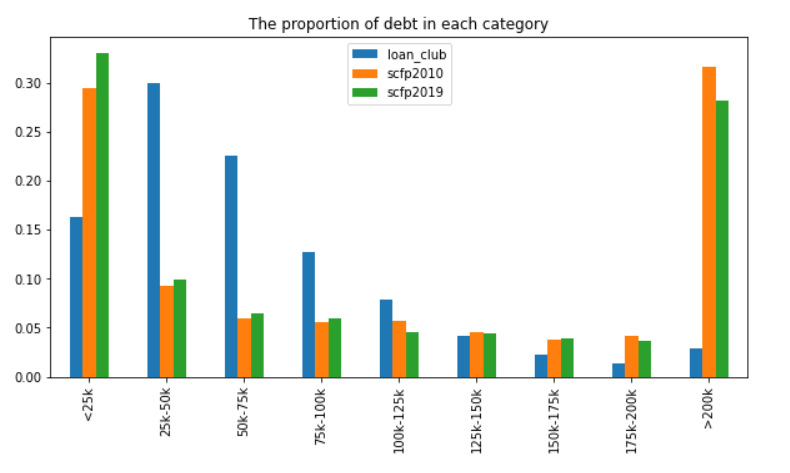 The proportion of debt in each category
loan_club
scfp2010
scfp2019
0.30
0.25
0.20
0.15
0.10
0.05
0.00
<25k
25k-50k
50k-75k
75k-100k
100k-125k
125k-150k
150k-175k
175k-200k
>200k